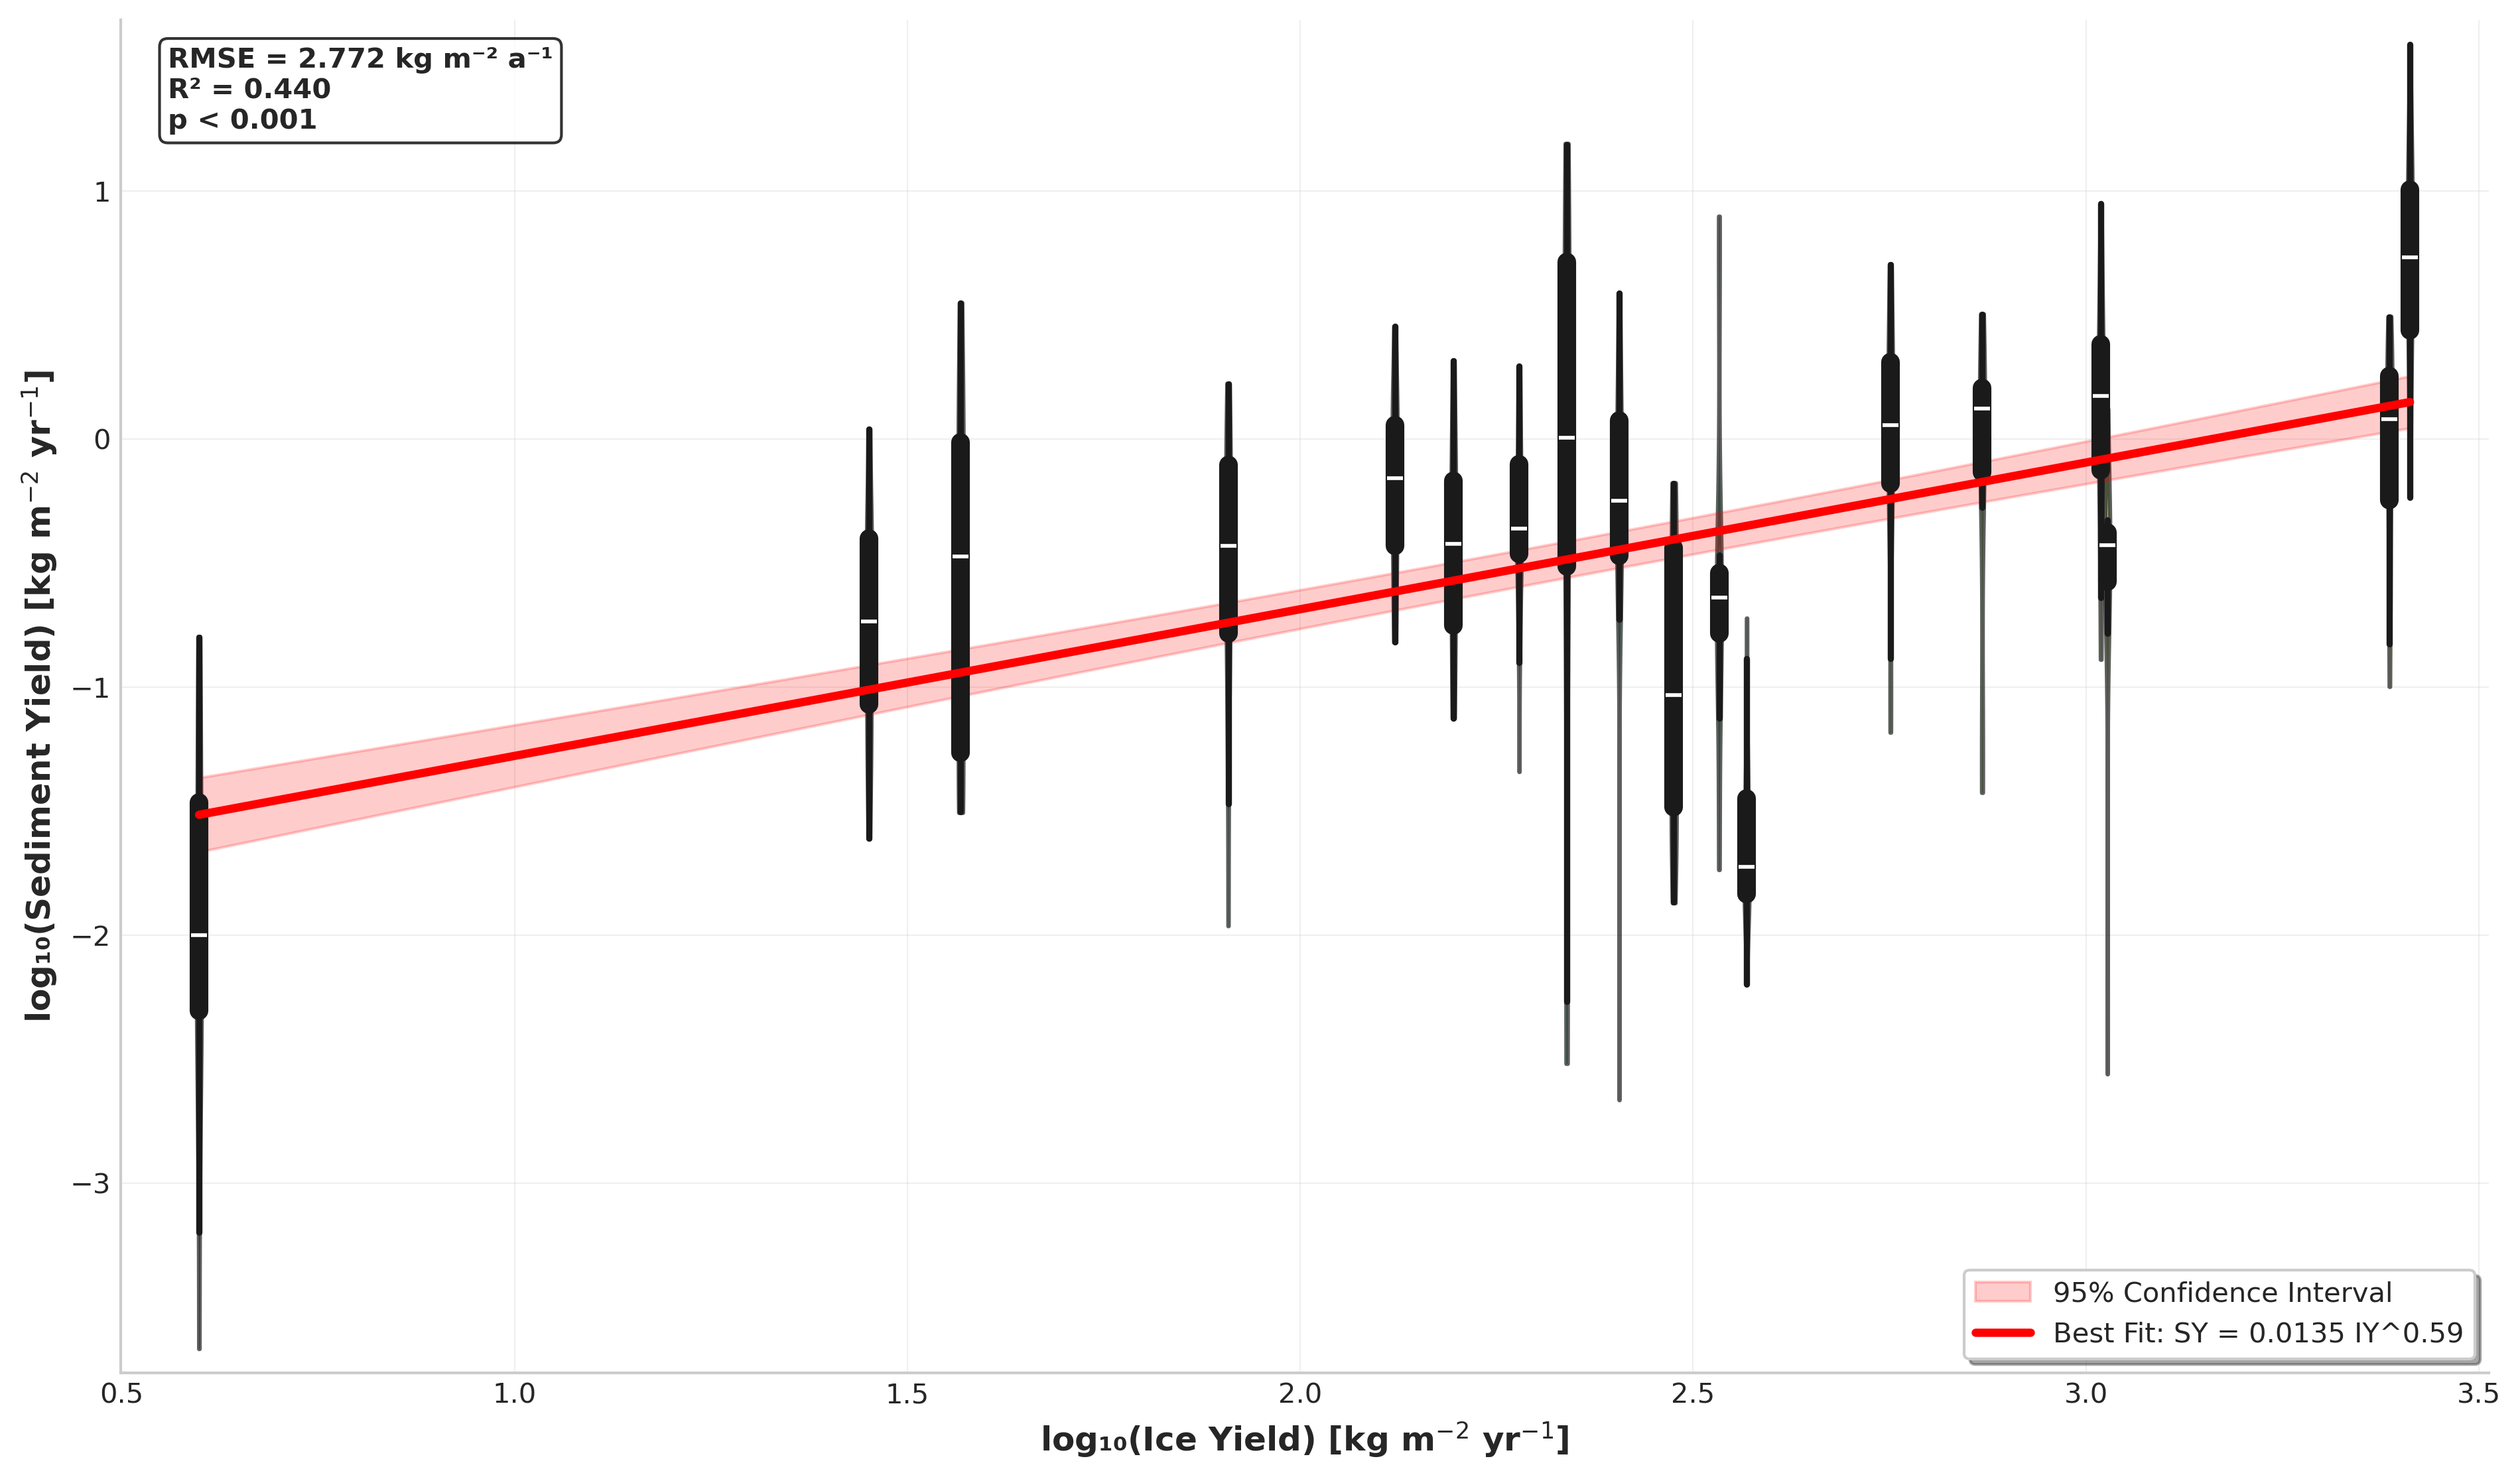 RMSE = 2.772 kg m⁻² a⁻¹
R² = 0.440
p < 0.001
log₁₀(Sediment Yield) [kg m⁻² yr⁻¹]
1
0
−1
−2
−3
95% Confidence Interval
Best Fit: SY = 0.0135 IY^0.59
0.5 1.0 1.5 2.0 2.5 3.0 3.5
log₁₀(Ice Yield) [kg m⁻² yr⁻¹]